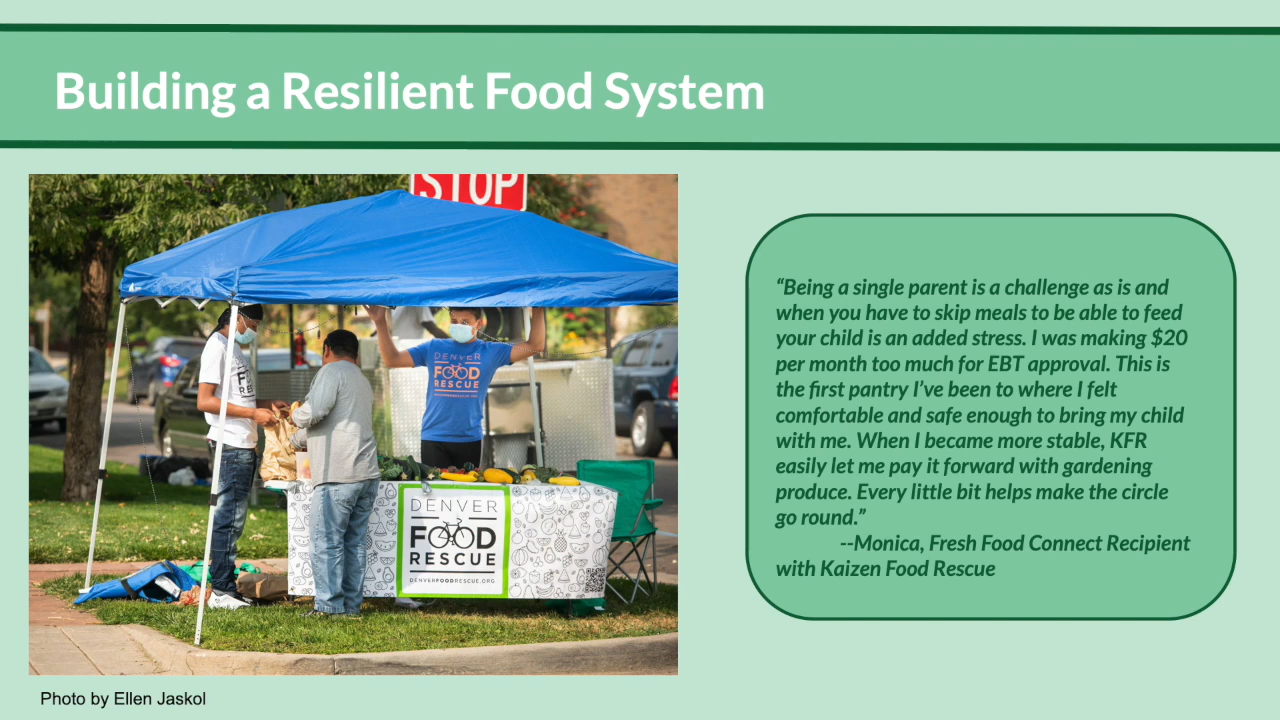 Building a Resilient Food System
STOP
DENVER
FOOD
RESCUE
DENVER
FOOD
RESCUE
DENVERFOODRESCUE.ORG
“Being a single parent is a challenge as is and
when you have to skip meals to be able to feed
your child is an added stress. I was making $20
per month too much for EBT approval. This is
the first pantry I’ve been to where I felt
comfortable and safe enough to bring my child
with me. When I became more stable, KFR
easily let me pay it forward with gardening
produce. Every little bit helps make the circle
go round.”
--Monica, Fresh Food Connect Recipient
with Kaizen Food Rescue
Photo by Ellen Jaskol